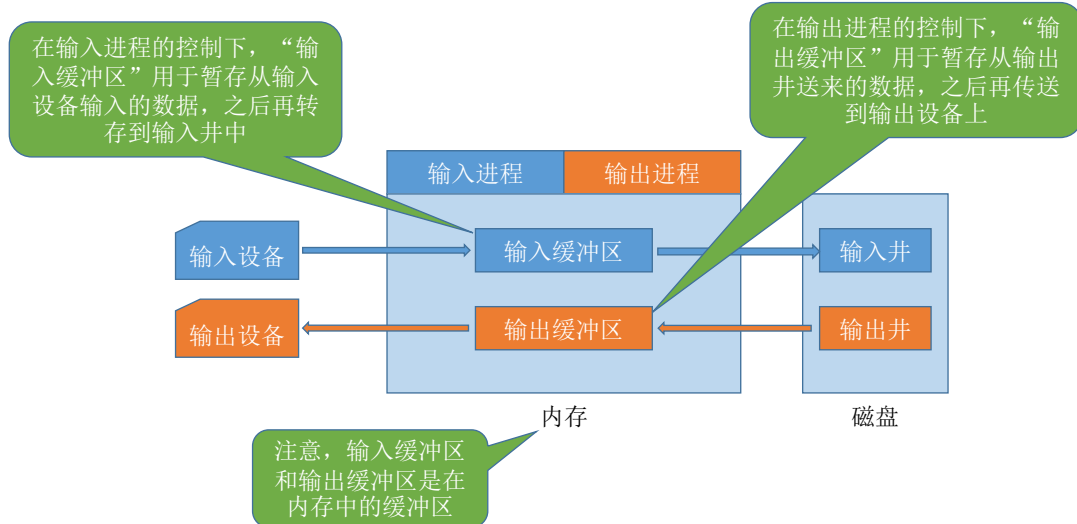 在输入进程的控制下，“输
入缓冲区”用于暂存从输入
设备输入的数据，之后再转
存到输入井中
在输出进程的控制下，“输
出缓冲区”用于暂存从输出
井送来的数据，之后再传送
到输出设备上
输入进程
输出进程
输入设备
输入缓冲区
输入井
输出设备
输出缓冲区
输出井
内存
磁盘
注意，输入缓冲区
和输出缓冲区是在
内存中的缓冲区